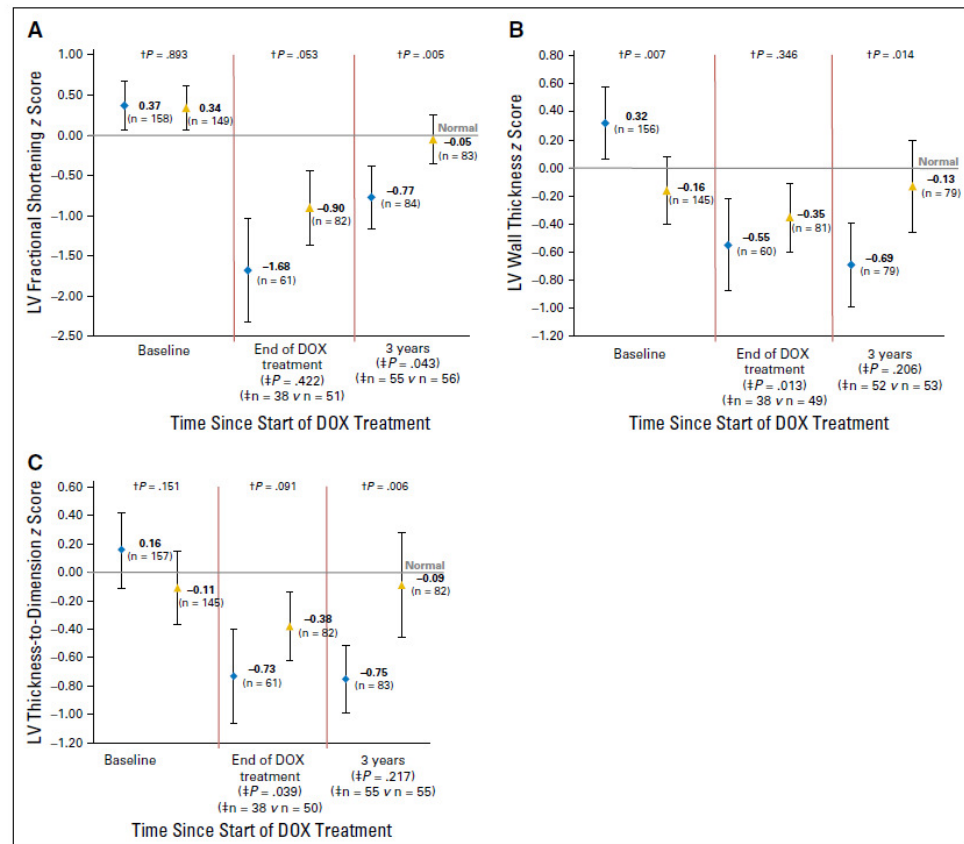 A
LV Fractional Shortening z Score
†P = .893
†P = .053
†P = .005
1.00
0.50
0.00
−0.50
−1.00
−1.50
−2.00
−2.50
0.37
(n = 158)
0.34
(n = 149)
−1.68
(n = 61)
−0.90
(n = 82)
−0.77
(n = 84)
Normal
−0.05
(n = 83)
Baseline
End of DOX
treatment
(‡P = .422)
(‡n = 38 v n = 51)
3 years
(‡P = .043)
(‡n = 55 v n = 56)
Time Since Start of DOX Treatment
B
LV Wall Thickness z Score
†P = .007
†P = .346
†P = .014
0.80
0.60
0.40
0.20
0.00
−0.20
−0.40
−0.60
−0.80
−1.00
−1.20
0.32
(n = 156)
−0.16
(n = 145)
−0.55
(n = 60)
−0.35
(n = 81)
−0.69
(n = 79)
Normal
−0.13
(n = 79)
Baseline
End of DOX
treatment
(‡P = .013)
(‡n = 38 v n = 49)
3 years
(‡P = .206)
(‡n = 52 v n = 53)
Time Since Start of DOX Treatment
C
LV Thickness-to-Dimension z Score
†P = .151
†P = .091
†P = .006
0.60
0.40
0.20
0.00
−0.20
−0.40
−0.60
−0.80
−1.00
−1.20
0.16
(n = 157)
−0.11
(n = 145)
−0.73
(n = 61)
−0.38
(n = 82)
−0.75
(n = 83)
Normal
−0.09
(n = 82)
Baseline
End of DOX
treatment
(‡P = .039)
(‡n = 38 v n = 50)
3 years
(‡P = .217)
(‡n = 55 v n = 55)
Time Since Start of DOX Treatment